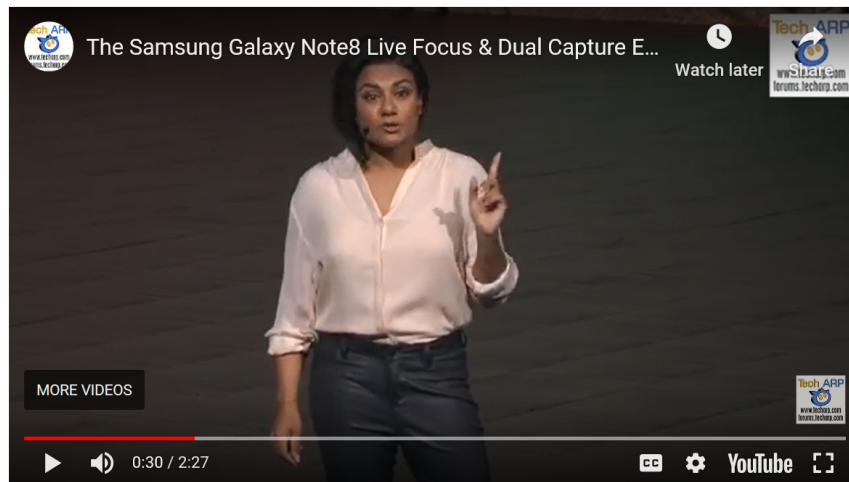 Tech ARP
www.techarp.com
forums.techarp.com
The Samsung Galaxy Note8 Live Focus & Dual Capture E...
Watch later
Share
Tech ARP
www.techarp.com
forums.techarp.com
MORE VIDEOS
Tech ARP
www.techarp.com
forums.techarp.com
0:30 / 2:27
CC
YouTube